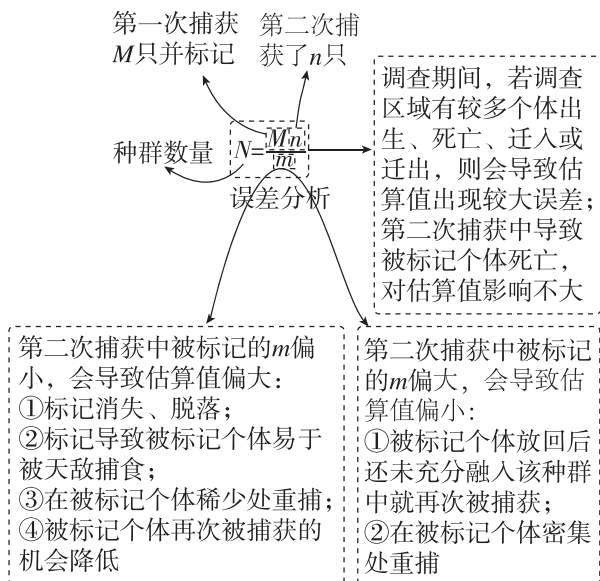 第一次捕获
M只并标记
第二次捕
获了n只
种群数量
N=Mn/m
误差分析
调查期间，若调查
区域有较多个体出
生、死亡、迁入或
迁出，则会导致估
算值出现较大误差；
第二次捕获中导致
被标记个体死亡，
对估算值影响不大
第二次捕获中被标记的m偏
小，会导致估算值偏大：
①标记消失、脱落；
②标记导致被标记个体易于
被天敌捕食；
③在被标记个体稀少处重捕；
④被标记个体再次被捕获的
机会降低
第二次捕获中被标记
的m偏大，会导致估
算值偏小：
①被标记个体放回后
还未充分融入该种群
中就再次被捕获；
②在被标记个体密集
处重捕